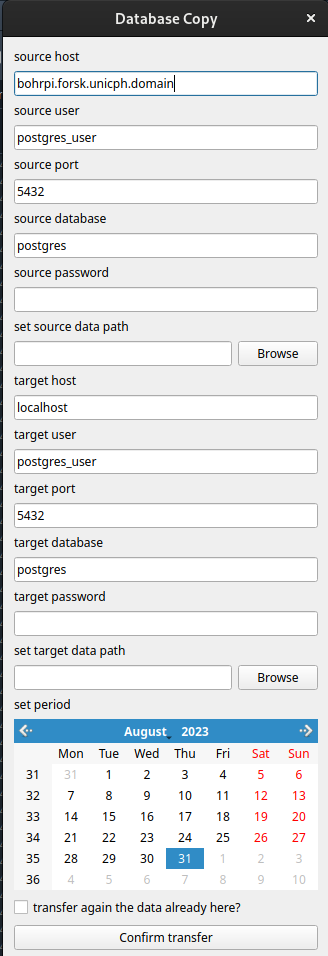 Database Copy ×
source host
bohrpi.forsk.unicph.domain
source user
postgres_user
source port
5432
source database
postgres
source password
set source data path
Browse
target host
localhost
target user
postgres_user
target port
5432
target database
postgres
target password
set target data path
Browse
set period
August 2023
Mon Tue Wed Thu Fri Sat Sun
31 31 1 2 3 4 5 6
32 7 8 9 10 11 12 13
33 14 15 16 17 18 19 20
34 21 22 23 24 25 26 27
35 28 29 30 31 1 2 3
36 4 5 6 7 8 9 10
transfer again the data already here?
Confirm transfer